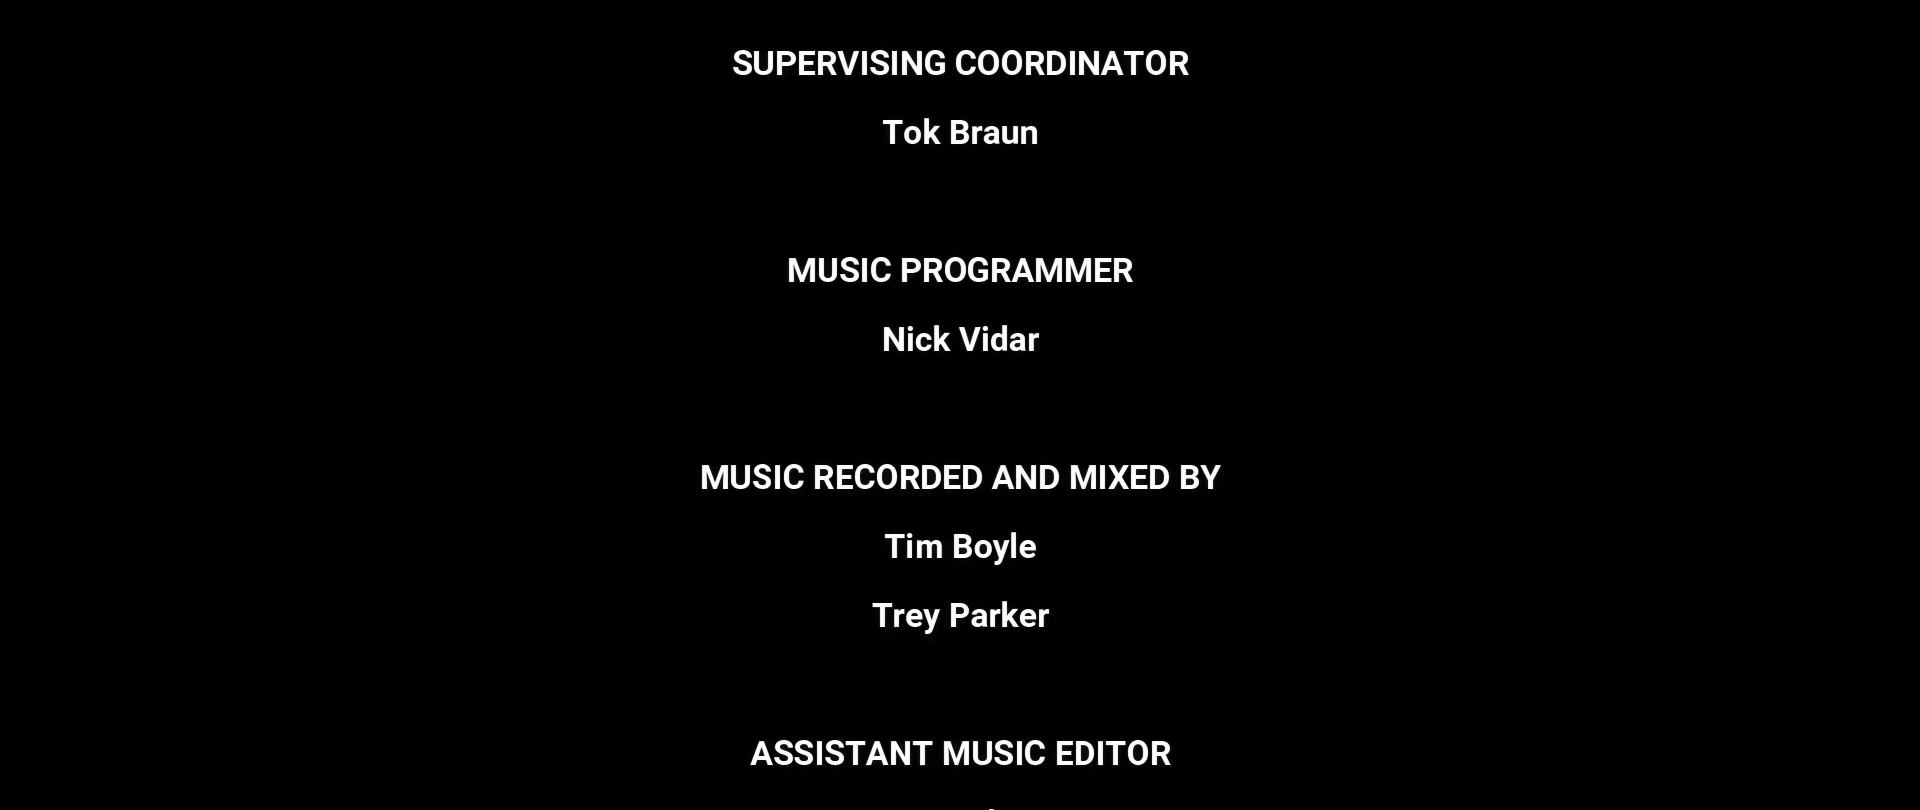 SUPERVISING COORDINATOR
Tok Braun
MUSIC PROGRAMMER
Nick Vidar
MUSIC RECORDED AND MIXED BY
Tim Boyle
Trey Parker
ASSISTANT MUSIC EDITOR